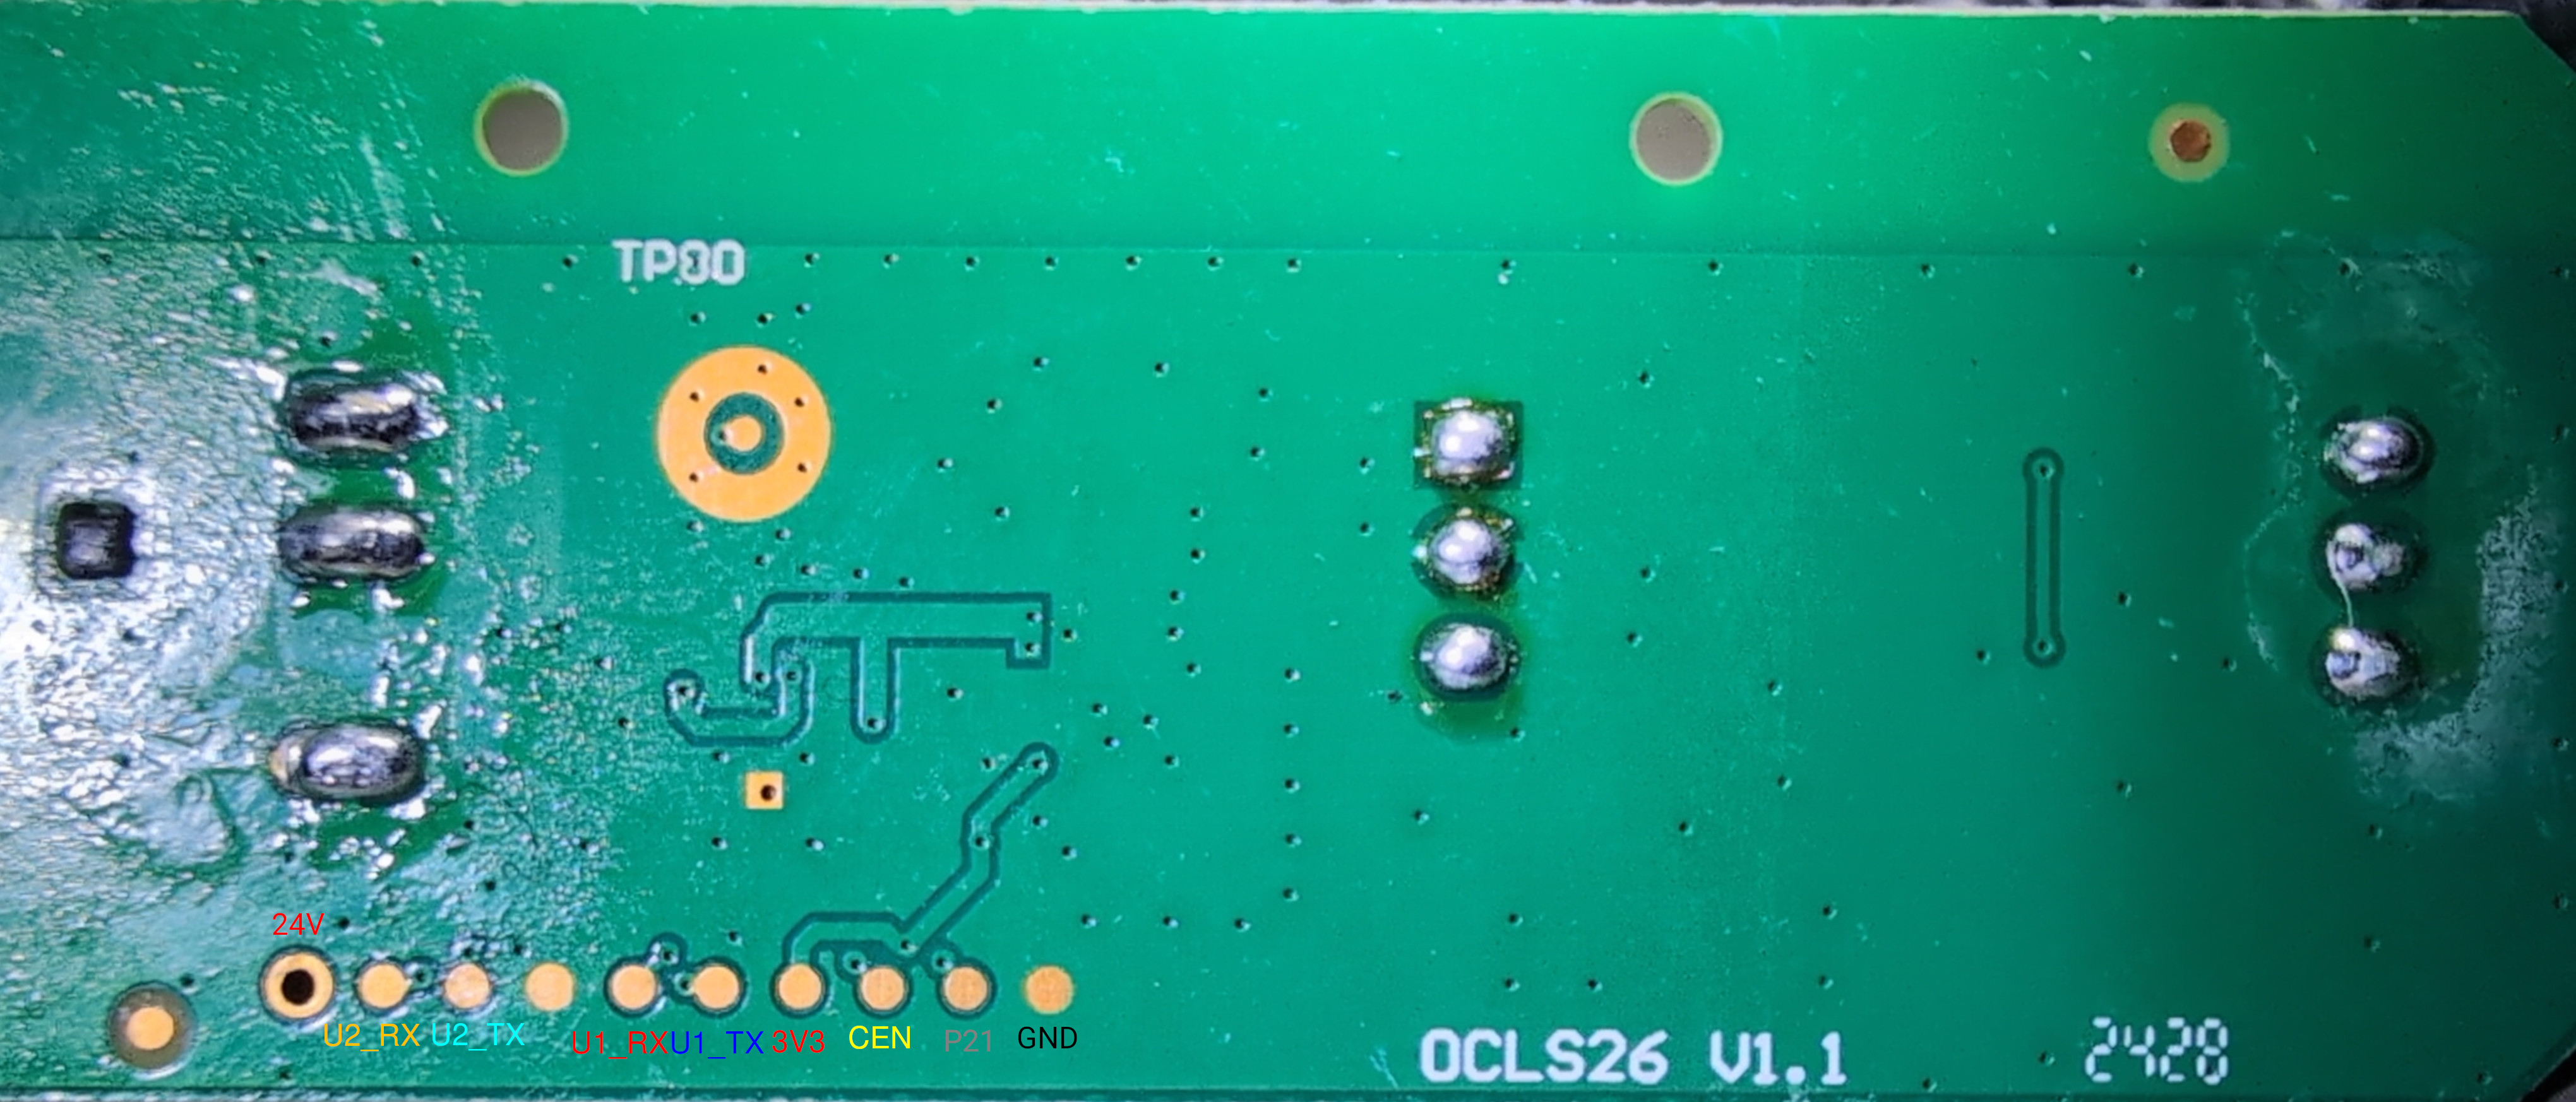 TP80
24V
U2_RX U2_TX U1_RX U1_TX 3V3 CEN P21 GND
OCLS26 V1.1 2428